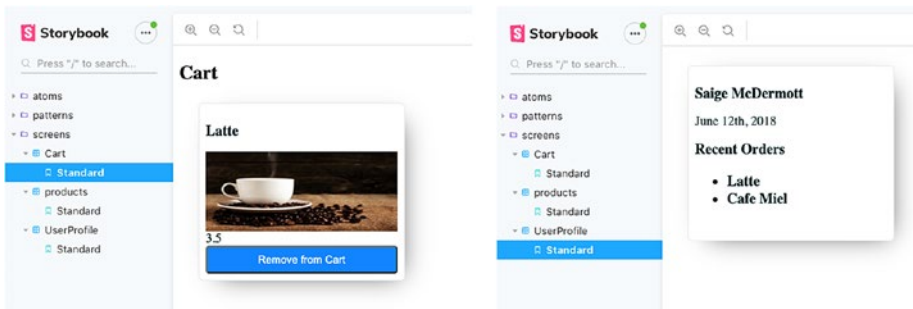 Storybook
Press "/" to search...
atoms
patterns
screens
Cart
Standard
products
Standard
UserProfile
Standard
Cart
Latte
3.5
Remove from Cart
Storybook
Press "/" to search...
atoms
patterns
screens
Cart
Standard
products
Standard
UserProfile
Standard
Saige McDermott
June 12th, 2018
Recent Orders
• Latte
• Cafe Miel